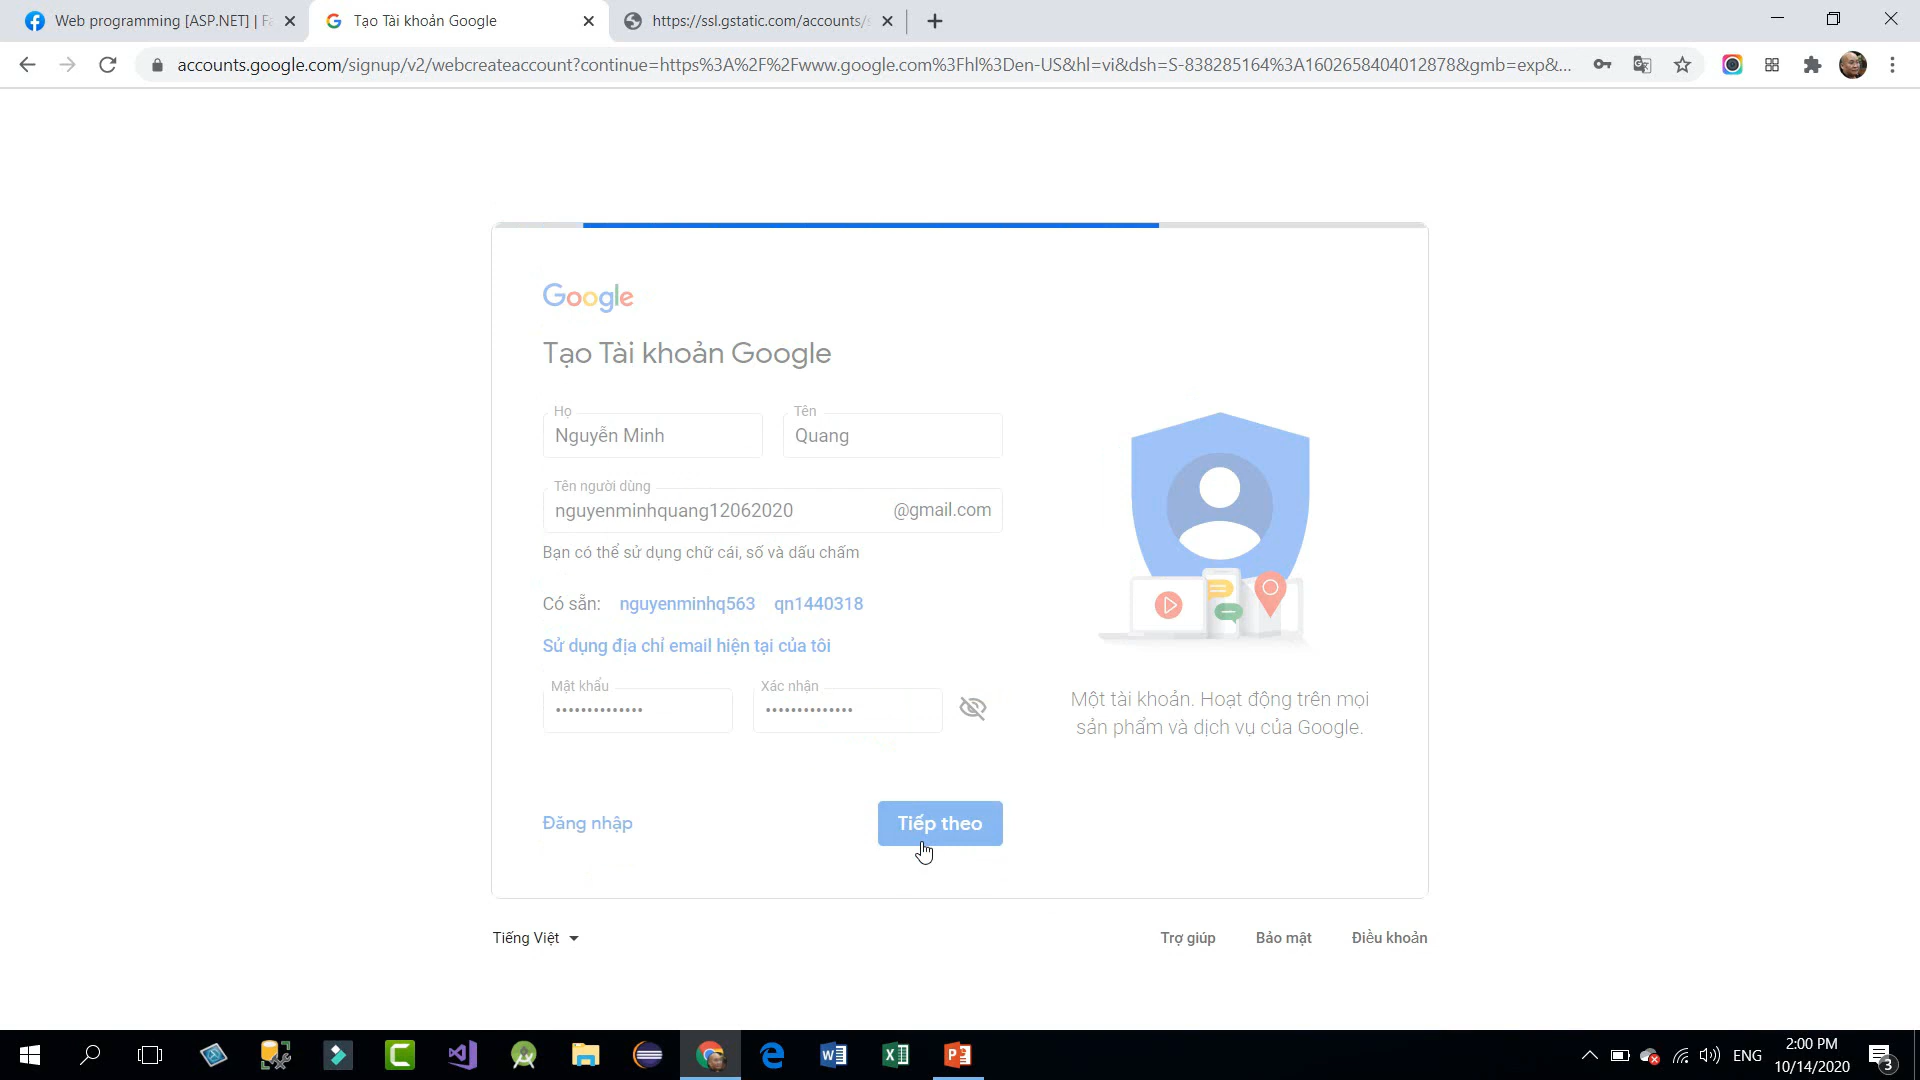 Web programming [ASP.NET] | Fa
Tạo Tài khoản Google
https://ssl.gstatic.com/accounts/s
accounts.google.com/signup/v2/webcreateaccount?continue=https%3A%2F%2Fwww.google.com%3Fhl%3Den-US&hl=vi&dsh=S-838285164%3A1602658404012878&gmb=exp&...
Google
Tạo Tài khoản Google
Họ
Tên
Nguyễn Minh
Quang
Tên người dùng
nguyenminhquang12062020
@gmail.com
Bạn có thể sử dụng chữ cái, số và dấu chấm
Có sẵn: nguyenminhq563 qn1440318
Sử dụng địa chỉ email hiện tại của tôi
Mật khẩu
Xác nhận
••••••••••••••
••••••••••••••
Một tài khoản. Hoạt động trên mọi
sản phẩm và dịch vụ của Google.
Đăng nhập
Tiếp theo
Tiếng Việt
Trợ giúp
Bảo mật
Điều khoản
ENG
2:00 PM
10/14/2020
3